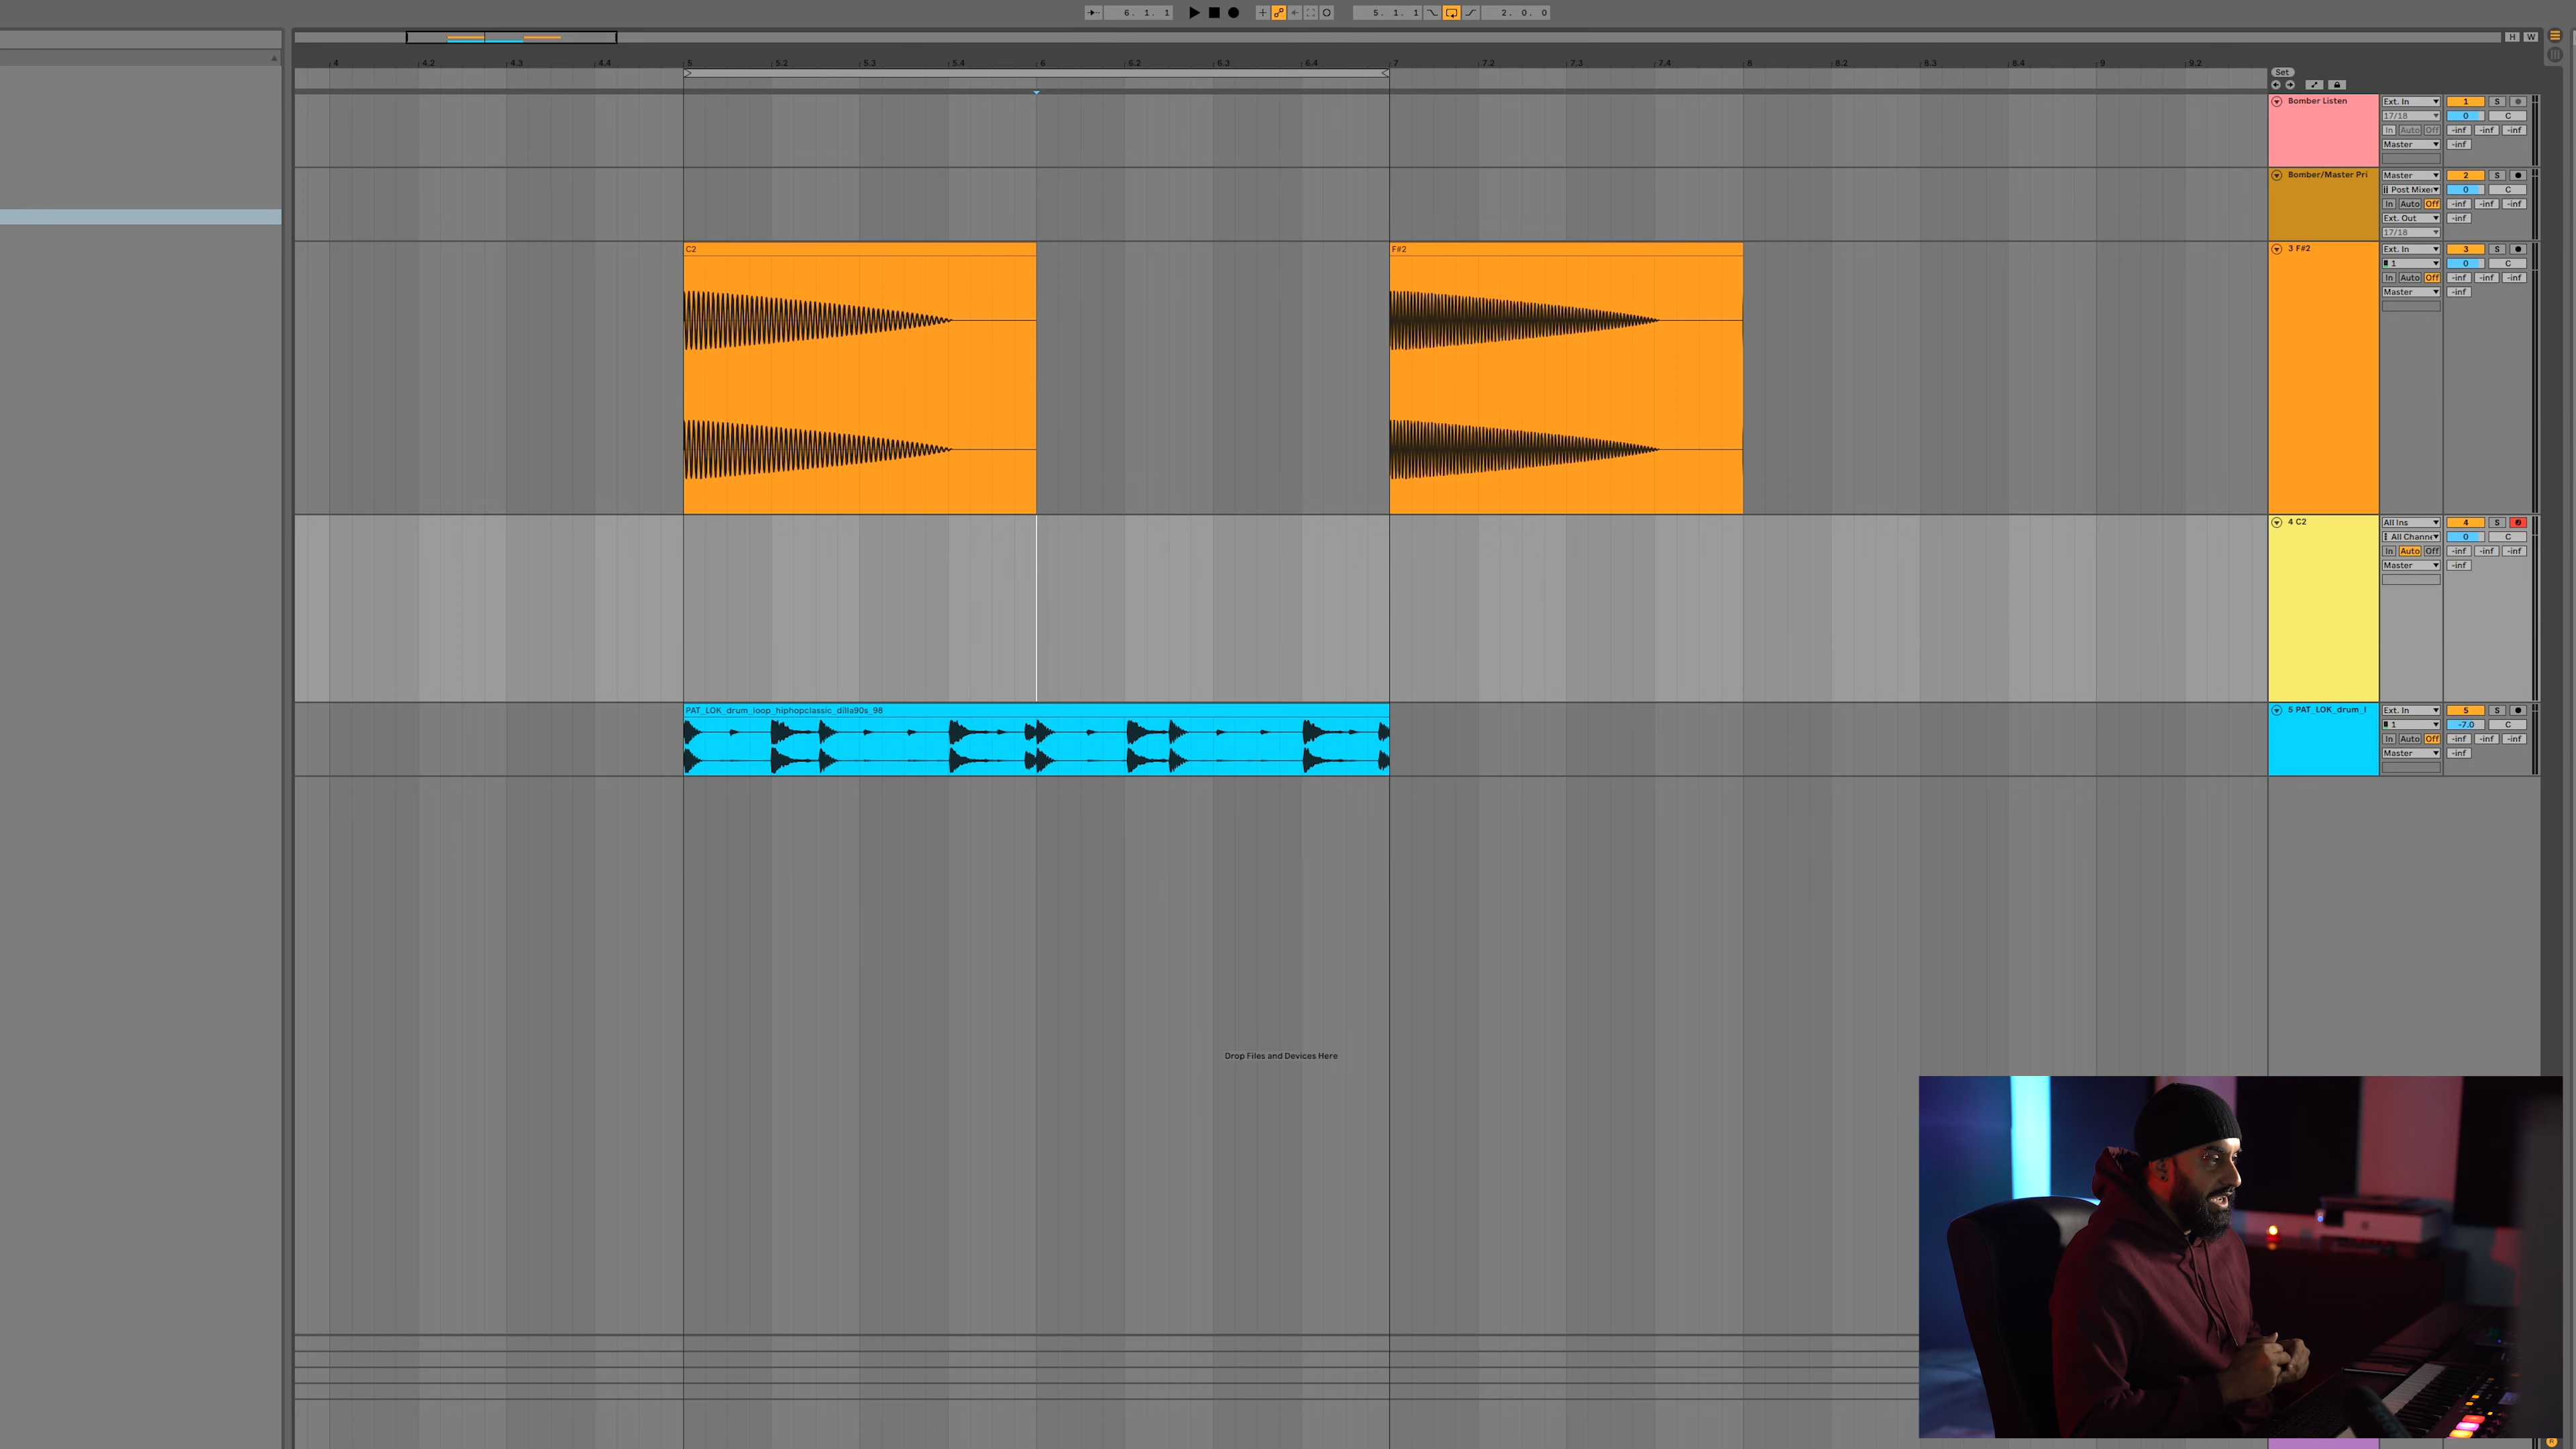 6. 1. 1
5. 1. 1
2. 0. 0
H W
4 4.2 4.3 4.4 5 5.2 5.3 5.4 6 6.2 6.3 6.4 7 7.2 7.3 7.4 8 8.2 8.3 8.4 9 9.2
Set
Bomber Listen Ext. In 1 S
17/18 0 C
In Auto Off -inf -inf -inf
Master -inf
Bomber/Master Pri Master 2 S
Post Mixer 0 C
In Auto Off -inf -inf -inf
Ext. Out -inf
17/18
C2 F#2 3 F#2 Ext. In 3 S
1 0 C
In Auto Off -inf -inf -inf
Master -inf
4 C2 All Ins 4 S
All Channe 0 C
In Auto Off -inf -inf -inf
Master -inf
PAT_LOK_drum_loop_hiphopclassic_dilla90s_98 5 PAT_LOK_drum_l Ext. In 5 S
1 -7.0 C
In Auto Off -inf -inf -inf
Master -inf
Drop Files and Devices Here